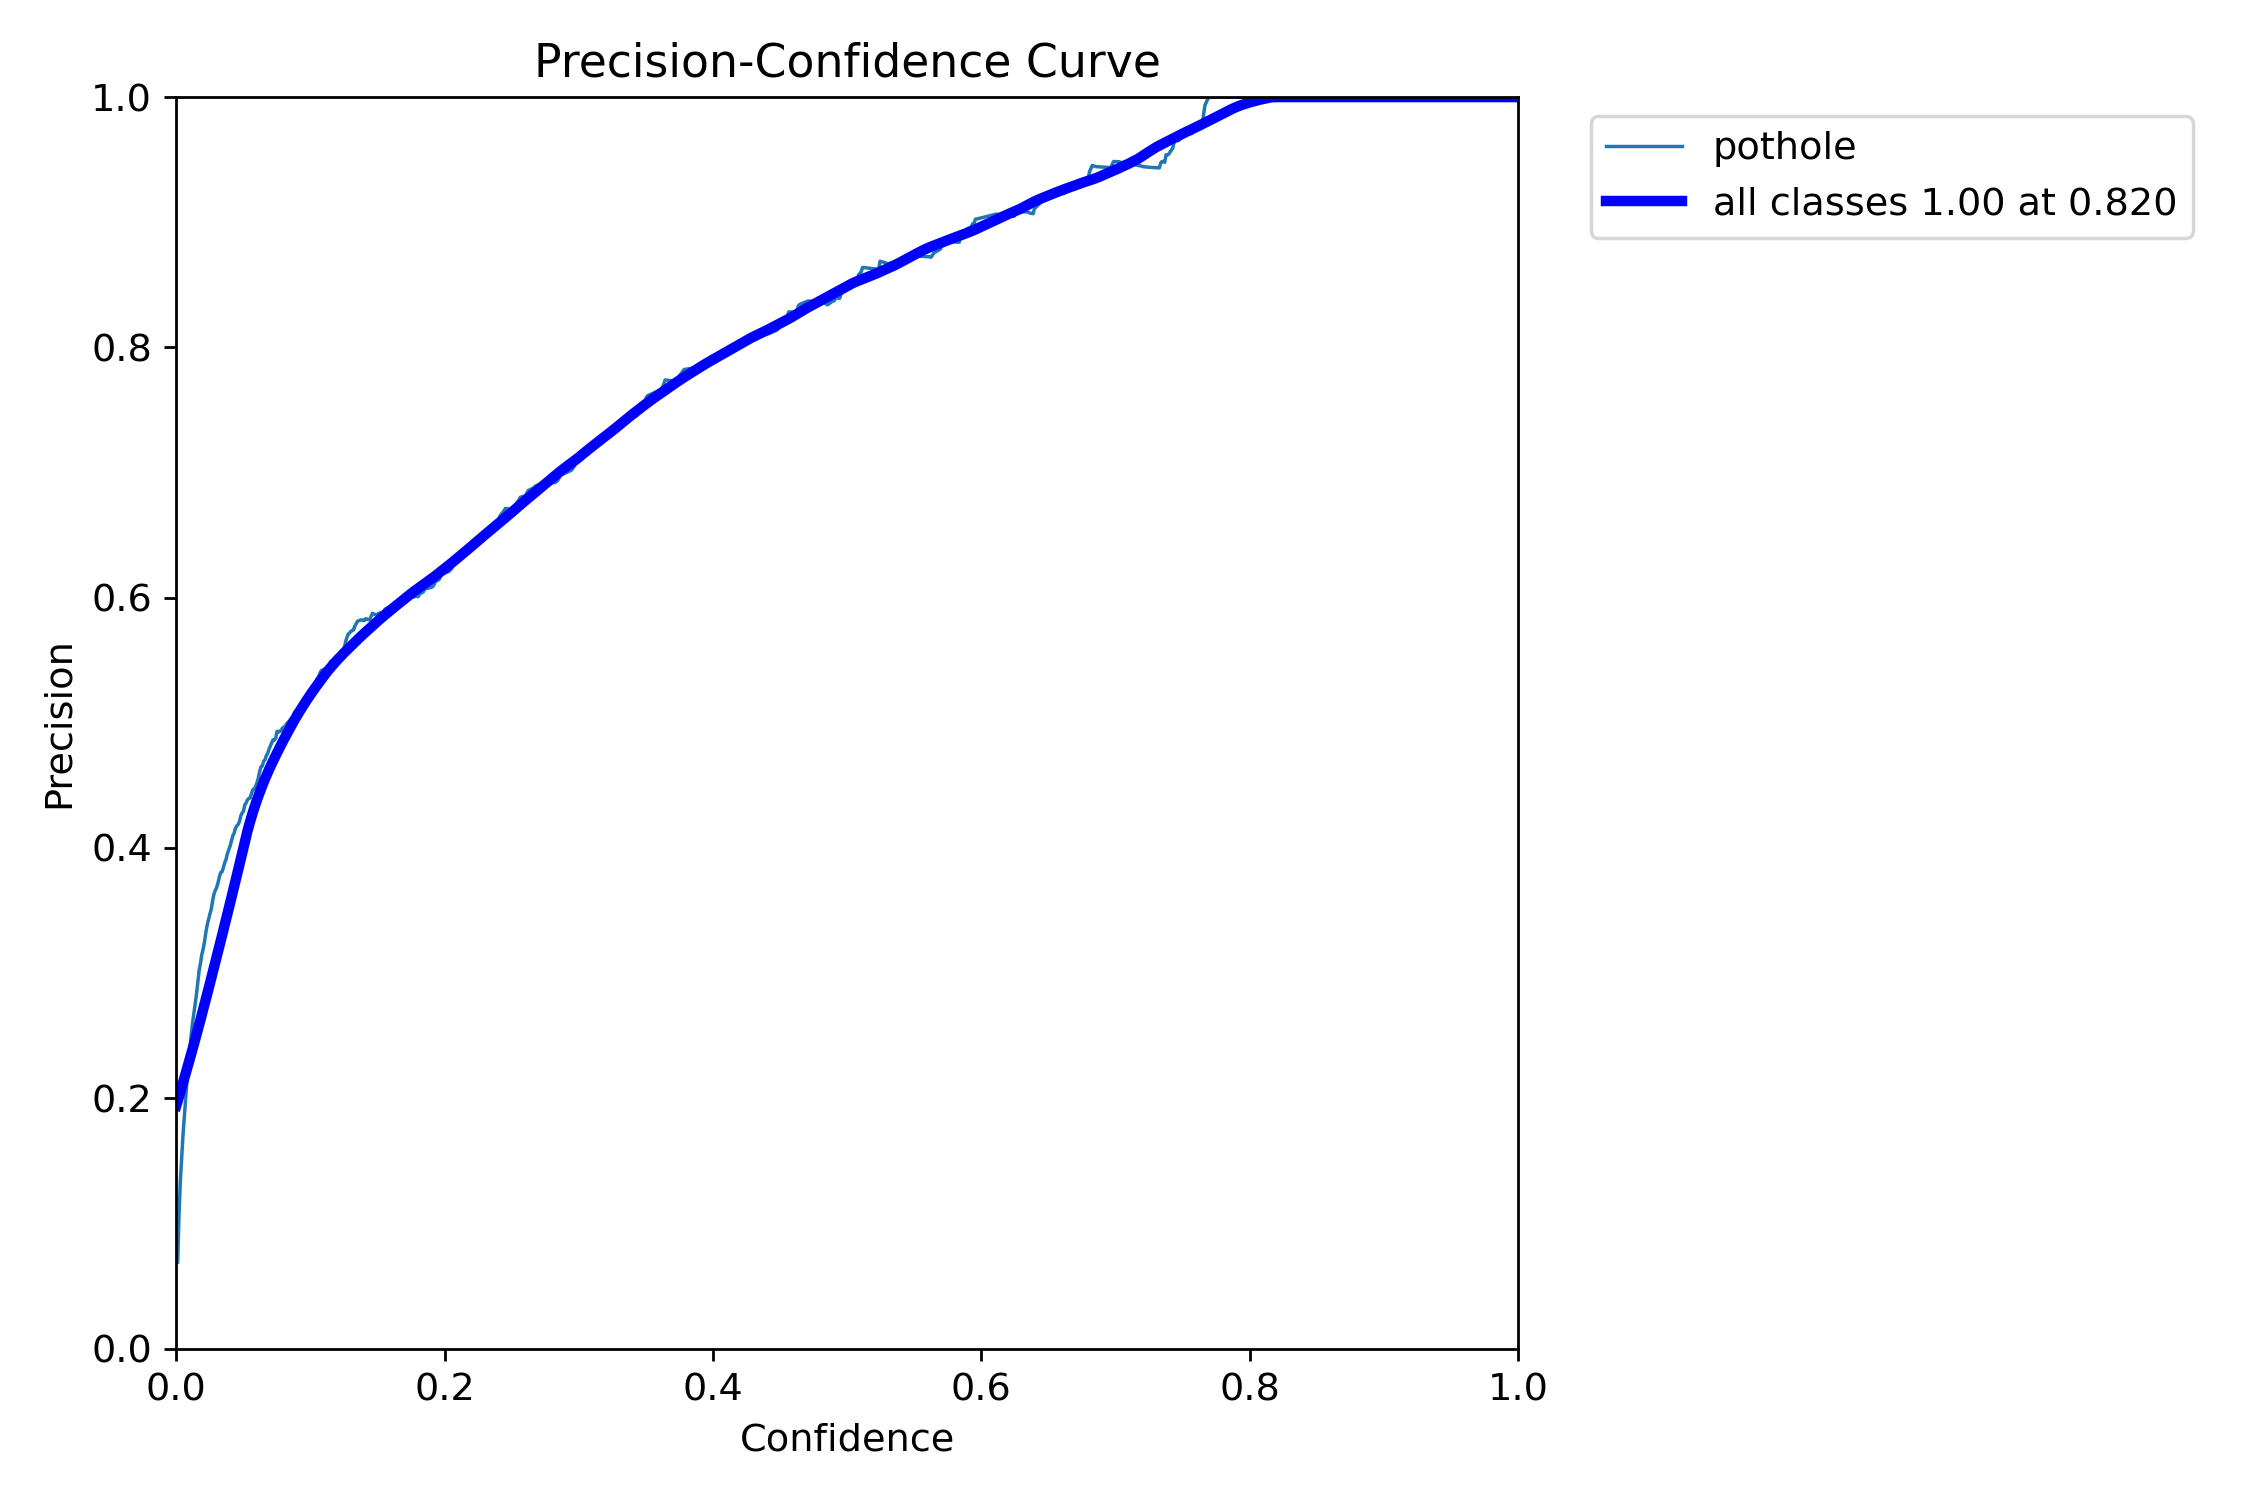 Precision-Confidence Curve
1.0
0.8
0.6
0.4
0.2
0.0
Precision
0.0 0.2 0.4 0.6 0.8 1.0
Confidence
pothole
all classes 1.00 at 0.820